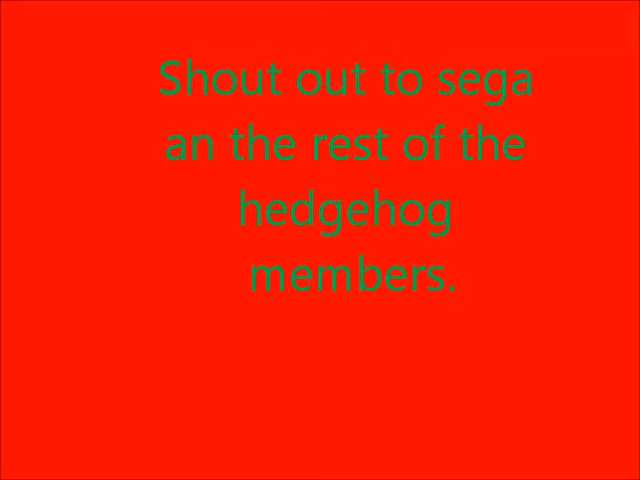 Shout out to sega
an the rest of the
hedgehog
members.